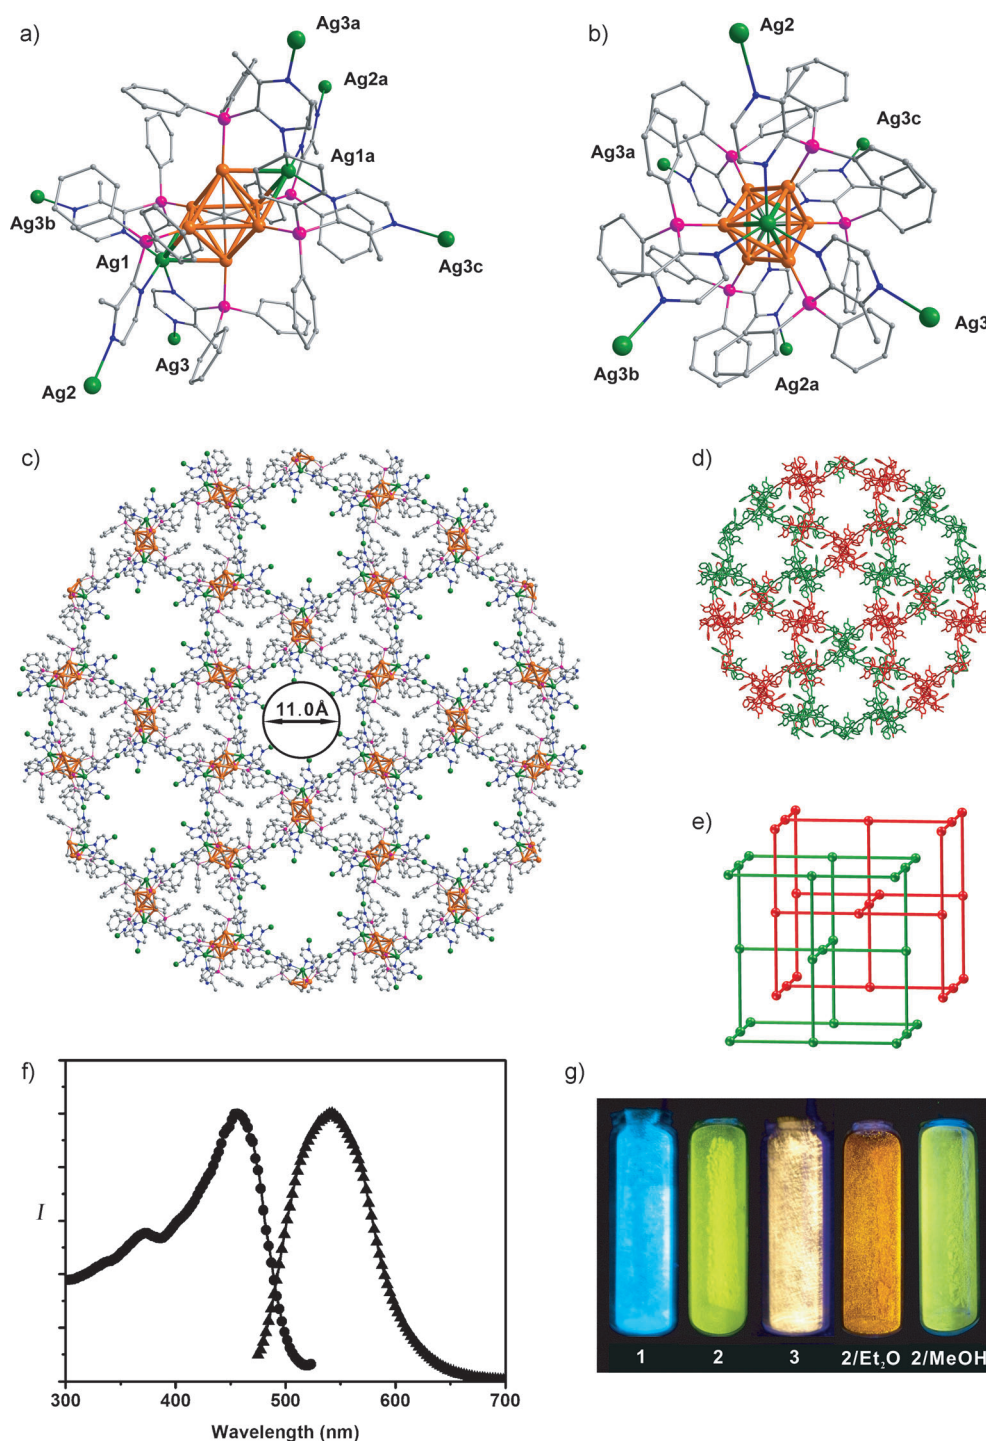 a)
Ag3a
Ag2a
Ag1a
Ag3b
Ag1
Ag3c
Ag3
Ag2
b)
Ag2
Ag3c
Ag3a
Ag3
Ag3b
Ag2a
c)
11.0Å
d)
e)
f)
I
300 400 500 600 700
Wavelength (nm)
g)
1 2 3 2/Et₂O 2/MeOH